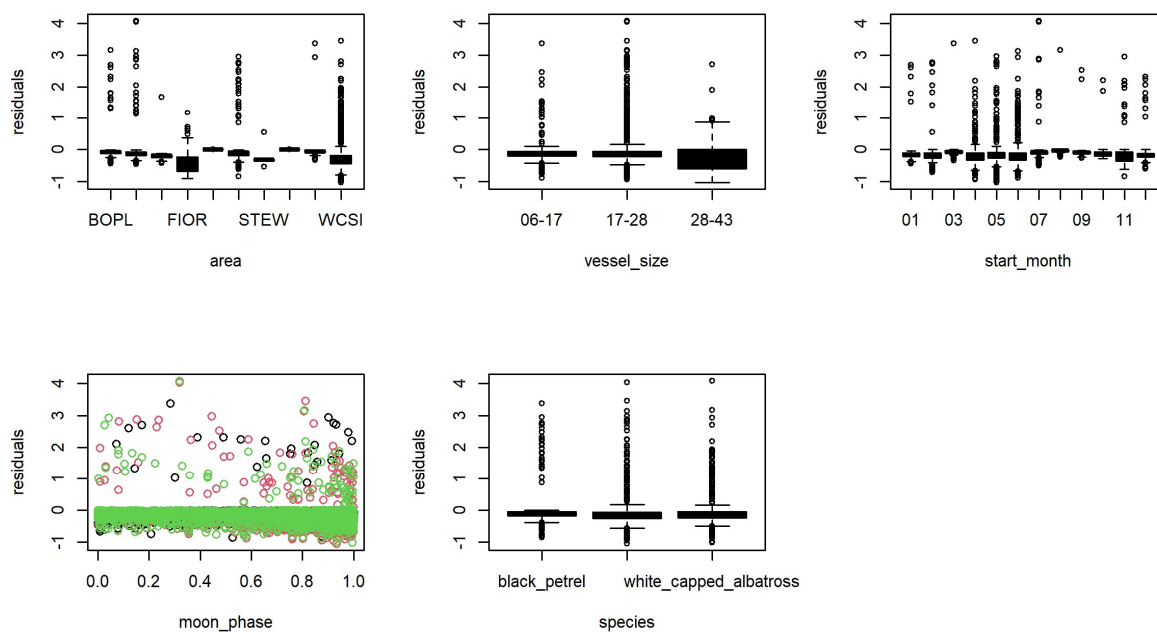 residuals
4
3
2
1
0
-1
BOPL FIOR STEW WCSI
area
residuals
4
3
2
1
0
-1
06-17 17-28 28-43
vessel_size
residuals
4
3
2
1
0
-1
01 03 05 07 09 11
start_month
residuals
4
3
2
1
0
-1
0.0 0.2 0.4 0.6 0.8 1.0
moon_phase
residuals
4
3
2
1
0
-1
black_petrel white_capped_albatross
species